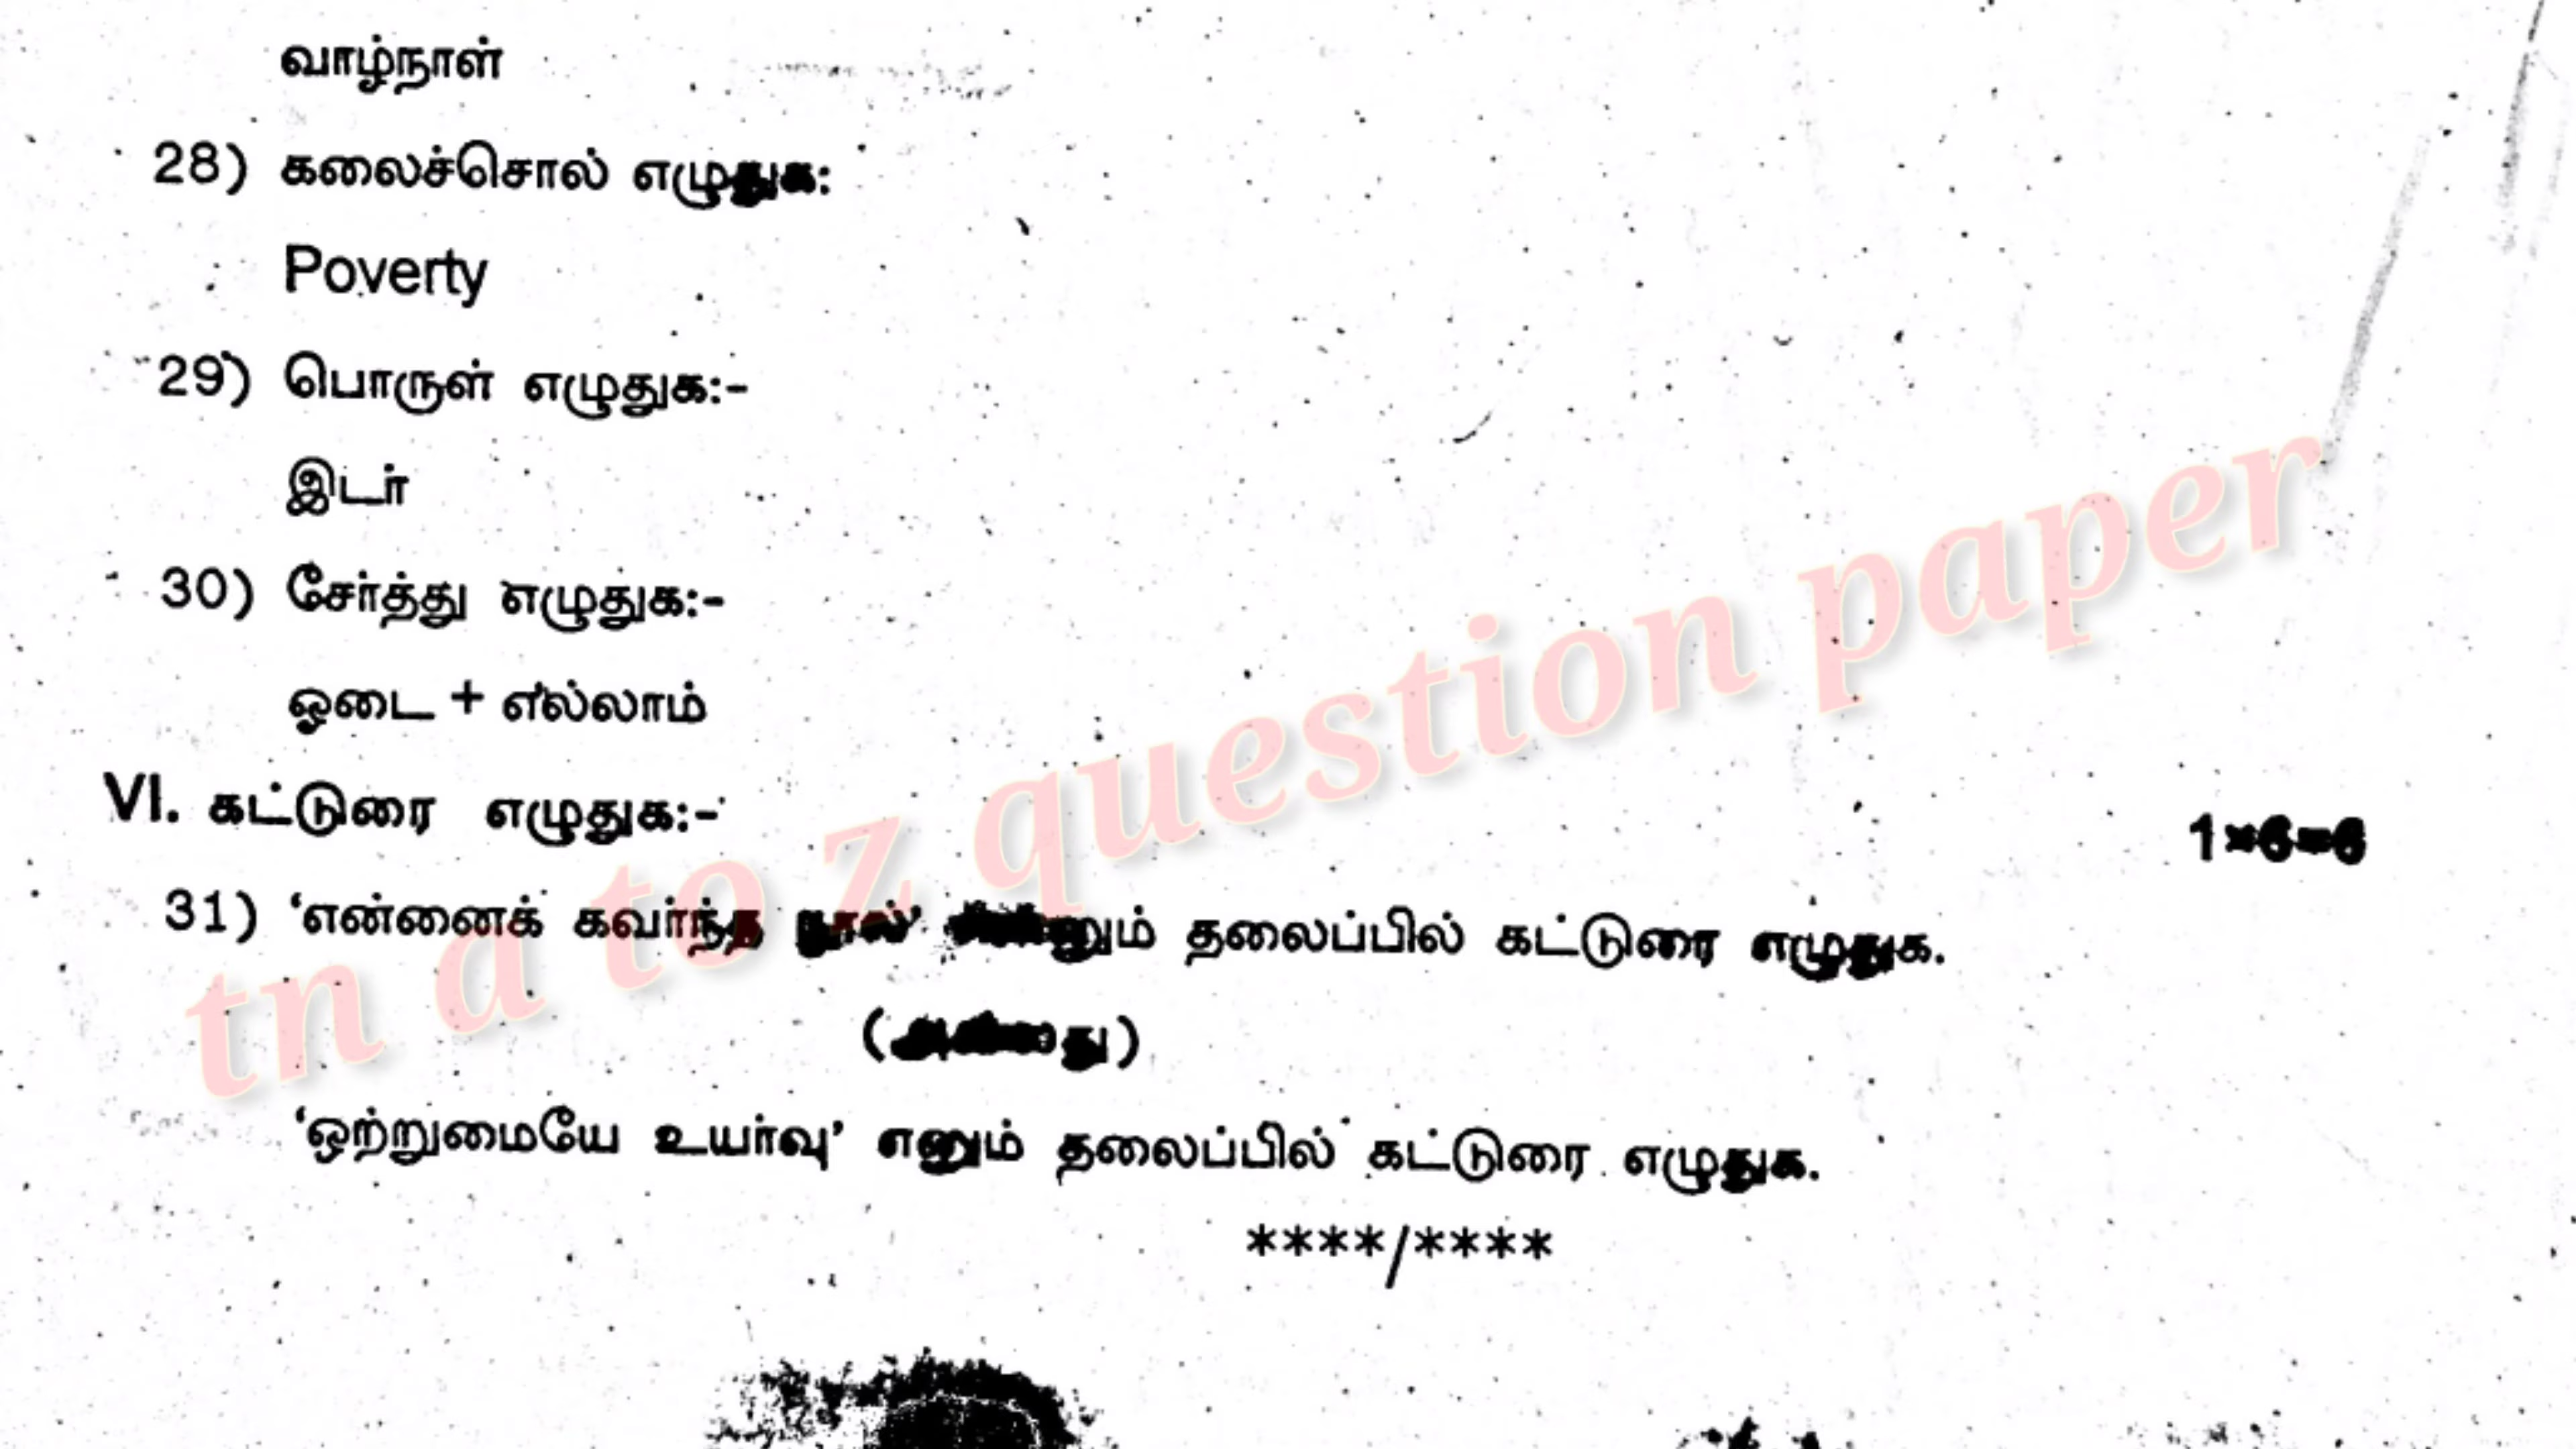 வாழ்நாள்
28) கலைச்சொல் எழுதுக:
Poverty
29) பொருள் எழுதுக:-
இடர்
30) சேர்த்து எழுதுக:-
ஓடை + எல்லாம்
VI. கட்டுரை எழுதுக:-
1×6=6
31) ‘என்னைக் கவர்ந்த நூல்’ எனும் தலைப்பில் கட்டுரை எழுதுக.
(அல்லது)
‘ஒற்றுமையே உயர்வு’ எனும் தலைப்பில் கட்டுரை எழுதுக.
****/****
tn a to z question paper